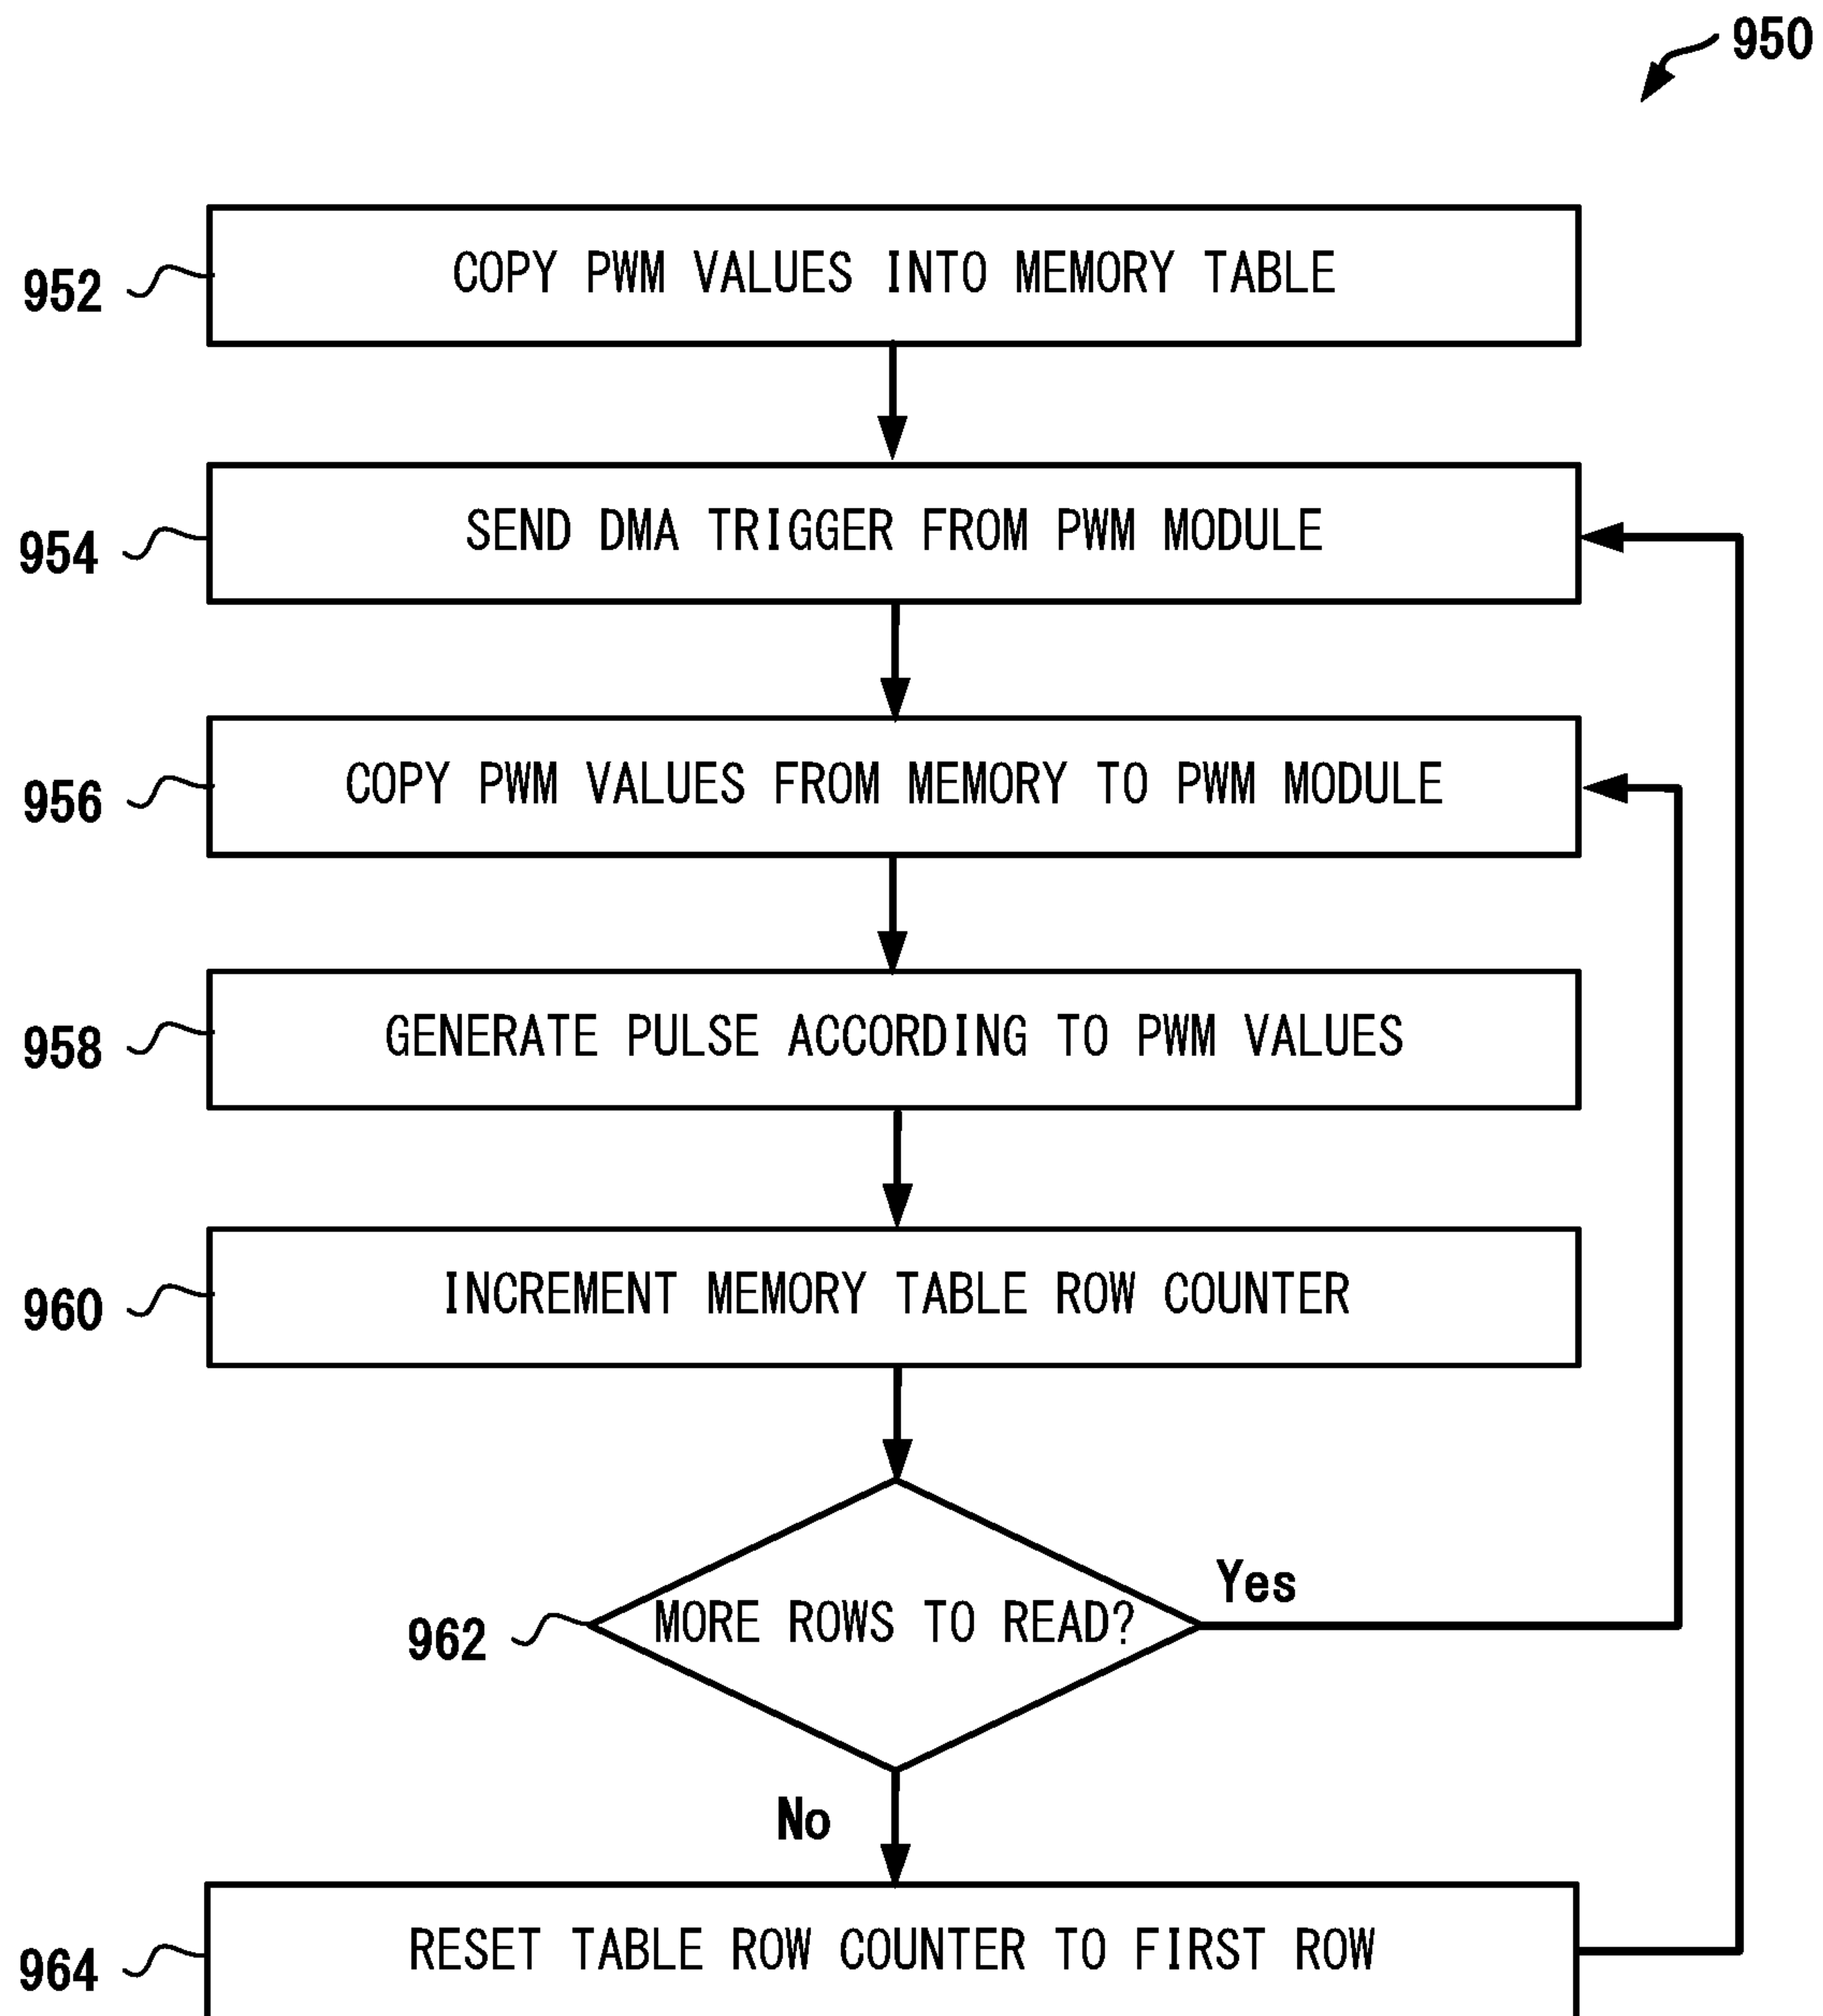 950
952
COPY PWM VALUES INTO MEMORY TABLE
954
SEND DMA TRIGGER FROM PWM MODULE
956
COPY PWM VALUES FROM MEMORY TO PWM MODULE
958
GENERATE PULSE ACCORDING TO PWM VALUES
960
INCREMENT MEMORY TABLE ROW COUNTER
962
MORE ROWS TO READ?
Yes
No
964
RESET TABLE ROW COUNTER TO FIRST ROW